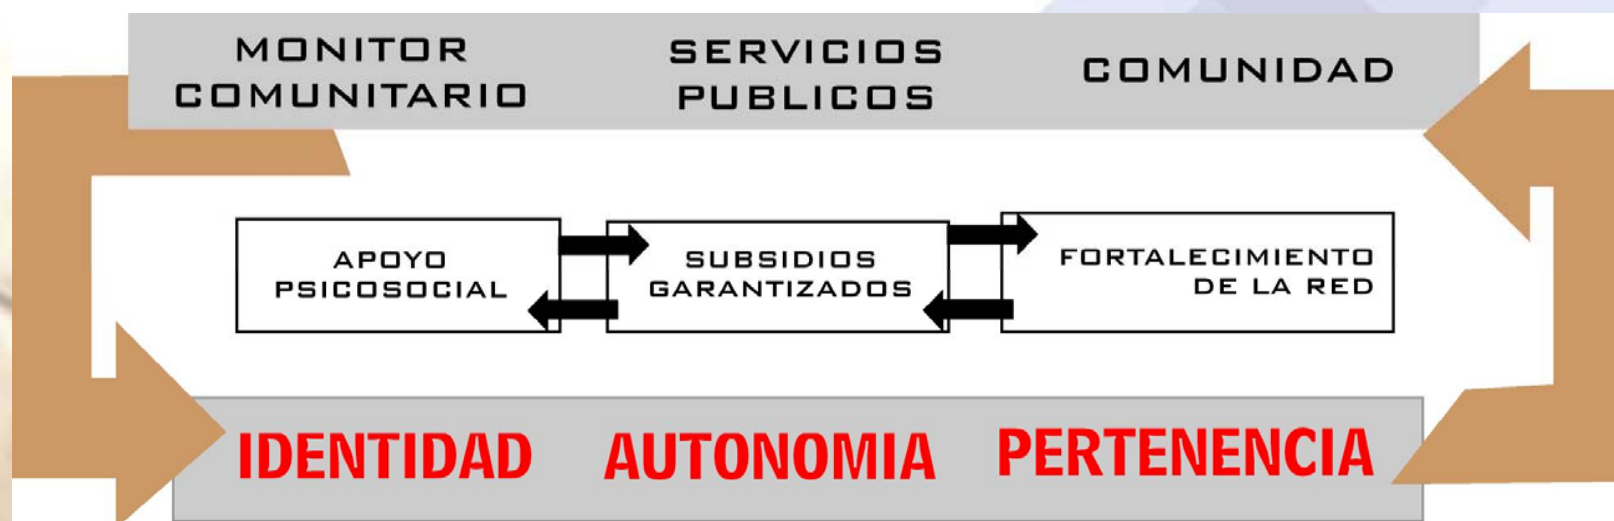 MONITOR
COMUNITARIO
SERVICIOS
PUBLICOS
COMUNIDAD
APOYO
PSICOSOCIAL
SUBSIDIOS
GARANTIZADOS
FORTALECIMIENTO
DE LA RED
IDENTIDAD
AUTONOMIA
PERTENENCIA